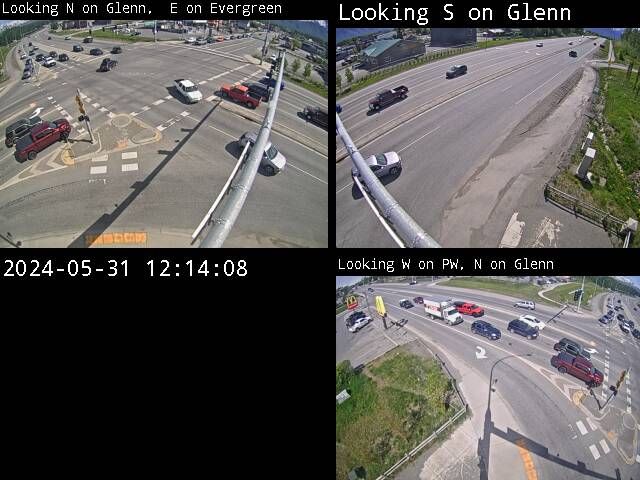 Looking N on Glenn, E on Evergreen
Looking S on Glenn
2024-05-31 12:14:08
Looking W on PW, N on Glenn